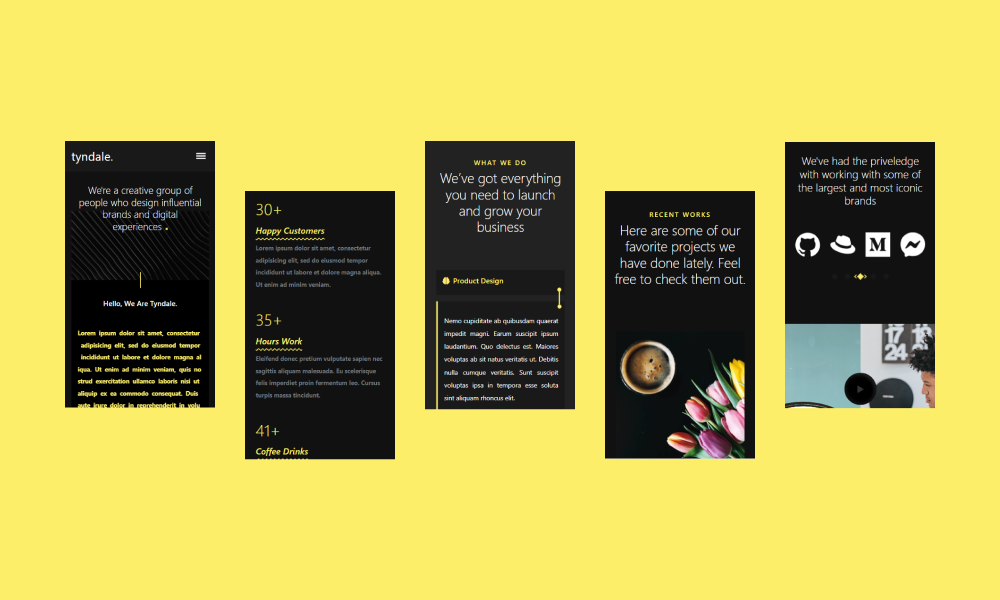 tyndale.
We're a creative group of
people who design influential
brands and digital
experiences .
Hello, We Are Tyndale.
Lorem ipsum dolor sit amet, consectetur
adipisicing elit, sed do eiusmod tempor
incididunt ut labore et dolore magna al
iqua. Ut enim ad minim veniam, quis no
strud exercitation ullamco laboris nisi ut
aliquip ex ea commodo consequat. Duis
aute irure dolor in reprehenderit in volu
30+
Happy Customers
Lorem ipsum dolor sit amet, consectetur
adipisicing elit, sed do eiusmod tempor
incididunt ut labore et dolore magna aliqua.
Ut enim ad minim veniam.
35+
Hours Work
Eleifend donec pretium vulputate sapien nec
sagittis aliquam malesuada. Eu scelerisque
felis imperdiet proin fermentum leo. Cursus
turpis massa tincidunt.
41+
Coffee Drinks
WHAT WE DO
We've got everything
you need to launch
and grow your
business
Product Design
Nemo cupiditate ab quibusdam quaerat
impedit magni. Earum suscipit ipsum
laudantium. Quo delectus est. Maiores
voluptas ab sit natus veritatis ut. Debitis
nulla cumque veritatis. Sunt suscipit
voluptas ipsa in tempora esse soluta
sint aliquam rhoncus elit.
RECENT WORKS
Here are some of our
favorite projects we
have done lately. Feel
free to check them out.
We've had the priveledge
with working with some of
the largest and most iconic
brands
M
17
24